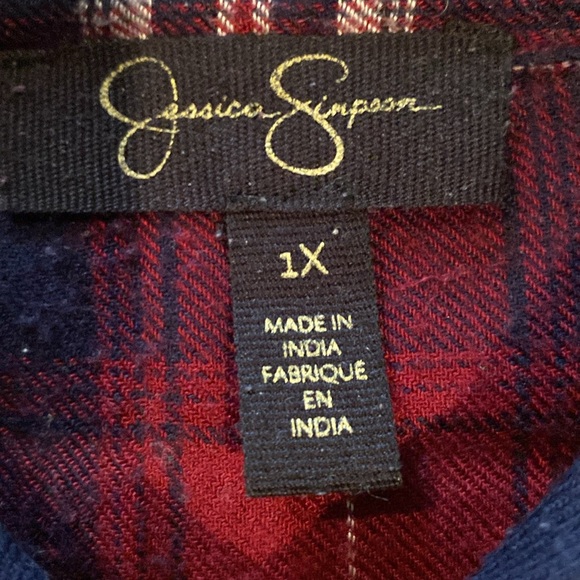 Jessica Simpson
1X
MADE IN
INDIA
FABRIQUÉ
EN
INDIA